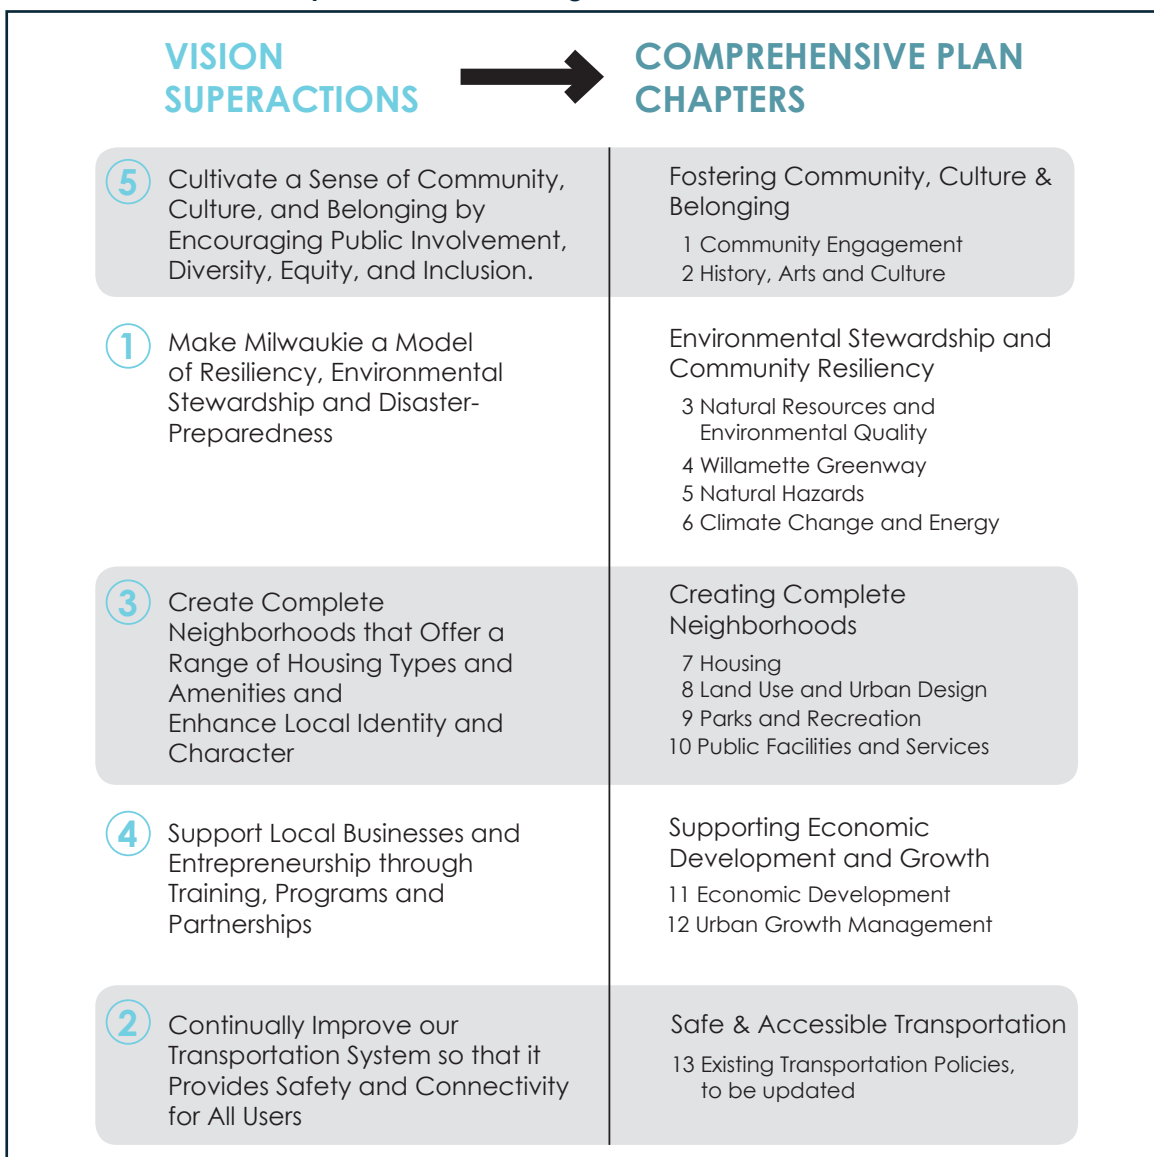 VISION
SUPERACTIONS
COMPREHENSIVE PLAN
CHAPTERS
5
Cultivate a Sense of Community,
Culture, and Belonging by
Encouraging Public Involvement,
Diversity, Equity, and Inclusion.
Fostering Community, Culture &
Belonging
1 Community Engagement
2 History, Arts and Culture
1
Make Milwaukie a Model
of Resiliency, Environmental
Stewardship and Disaster-
Preparedness
Environmental Stewardship and
Community Resiliency
3 Natural Resources and
Environmental Quality
4 Willamette Greenway
5 Natural Hazards
6 Climate Change and Energy
3
Create Complete
Neighborhoods that Offer a
Range of Housing Types and
Amenities and
Enhance Local Identity and
Character
Creating Complete
Neighborhoods
7 Housing
8 Land Use and Urban Design
9 Parks and Recreation
10 Public Facilities and Services
4
Support Local Businesses and
Entrepreneurship through
Training, Programs and
Partnerships
Supporting Economic
Development and Growth
11 Economic Development
12 Urban Growth Management
2
Continually Improve our
Transportation System so that it
Provides Safety and Connectivity
for All Users
Safe & Accessible Transportation
13 Existing Transportation Policies,
to be updated